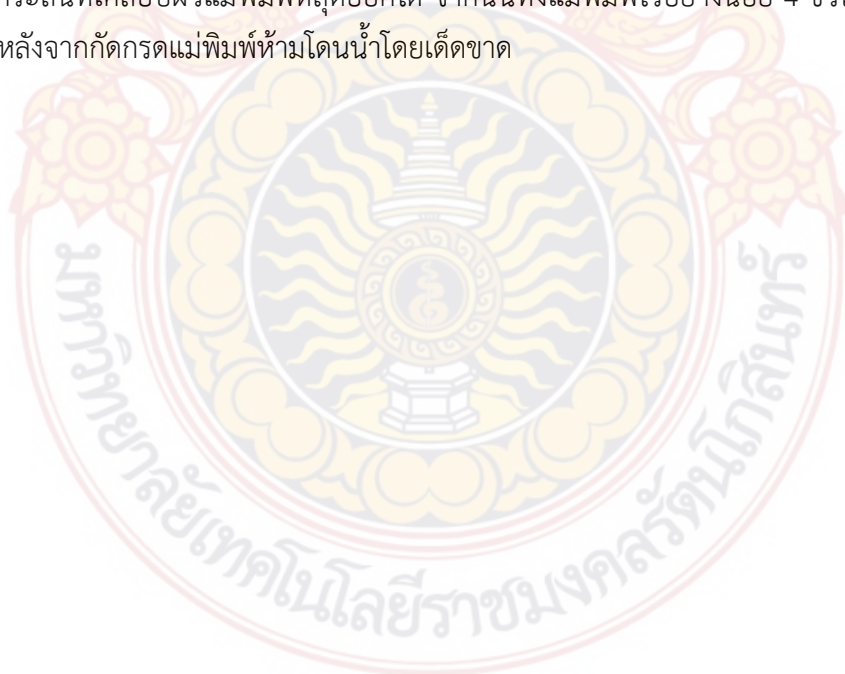 จากนั้นทิ้งแม่พิมพ์ไว้อย่างน้อย 4
หลังจากกัดกรดแม่พิมพ์ห้ามโดนน้ำโดยเด็ดขาด
มหาวิทยาลัยเทคโนโลยีราชมงคลรัตนโกสินทร์